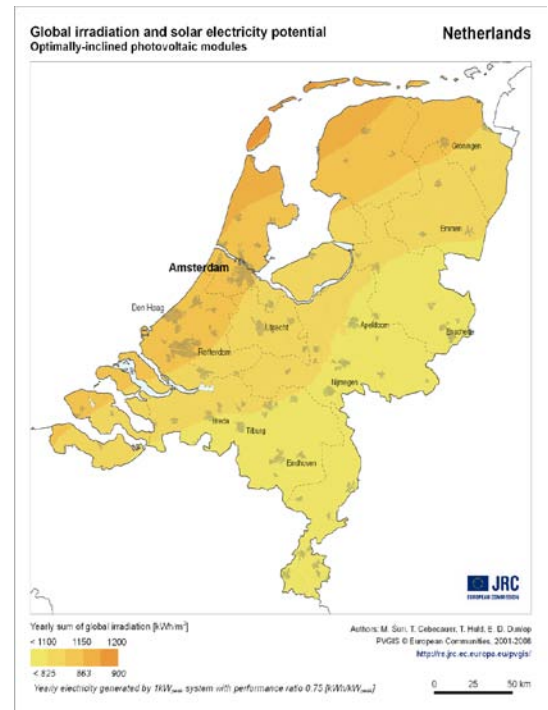 Global irradiation and solar electricity potential
Optimally-inclined photovoltaic modules
Netherlands
Groningen
Emmen
Amsterdam
Den Haag
Utrecht
Apeldoorn
Enschede
Rotterdam
Nijmegen
Breda
Tilburg
Eindhoven
JRC
EUROPEAN COMMISSION
Yearly sum of global irradiation [kWh/m²]
< 1100 1150 1200
< 825 863 900
Authors: M. Šúri, T. Cebecauer, T. Huld, E. D. Dunlop
PVGIS © European Communities, 2001-2008
http://re.jrc.ec.europa.eu/pvgis/
Yearly electricity generated by 1kWpeak system with performance ratio 0.75 [kWh/kWpeak]
0 25 50 km